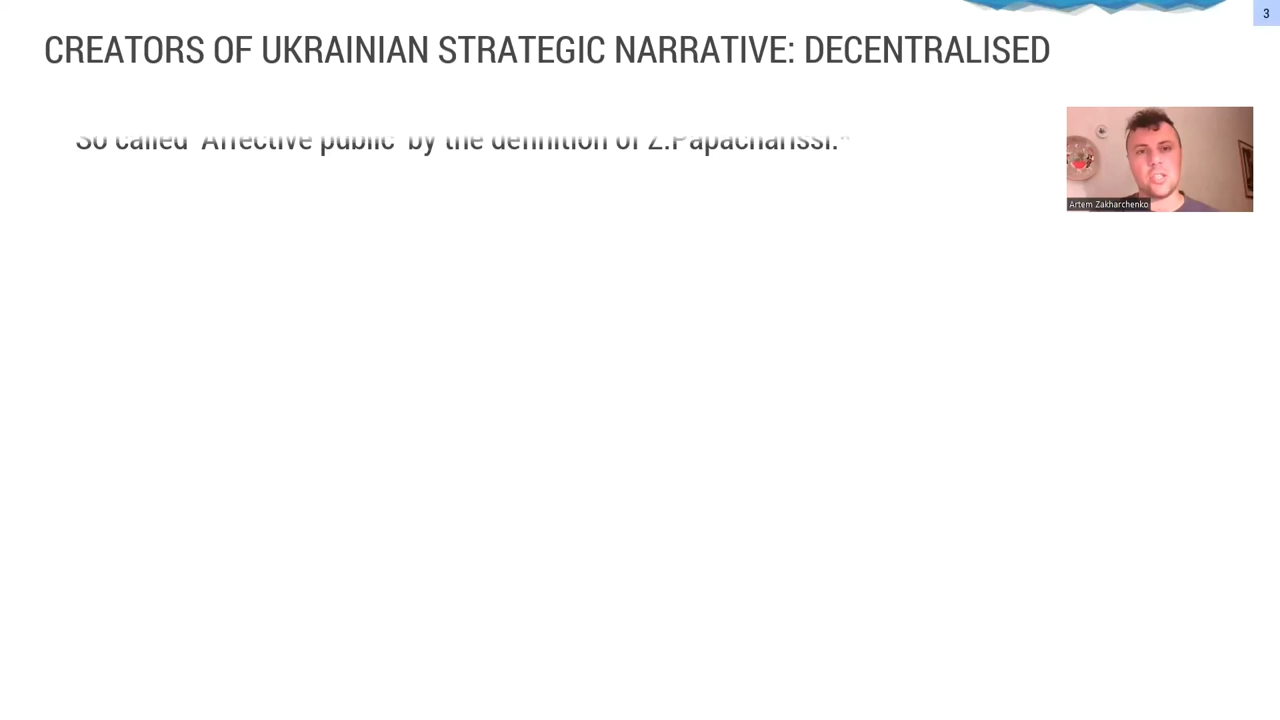 3
CREATORS OF UKRAINIAN STRATEGIC NARRATIVE: DECENTRALISED
So called "Affective public" by the definition of Z.Papacharissi.*
Artem Zakharchenko